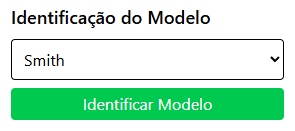 Identificação do Modelo
Smith
Identificar Modelo